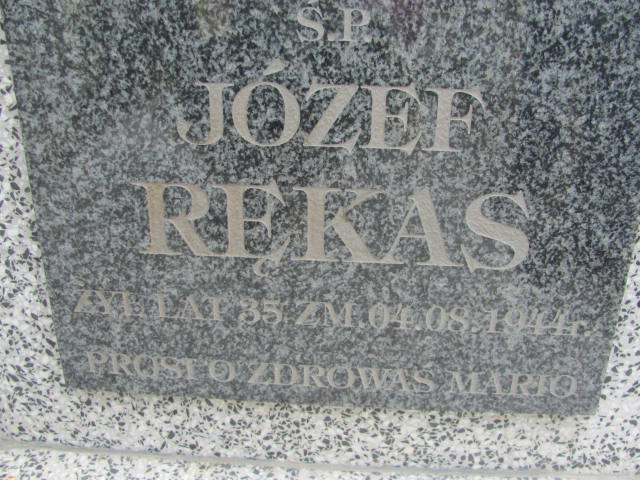 Ś.P.
JÓZEF
RĘKAS
ŻYŁ LAT 35 ZM.04.08.1944r.
PROSI O ZDROWAŚ MARIO